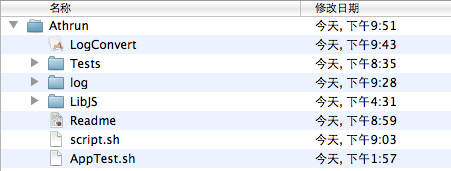 名称 修改日期
Athrun 今天, 下午9:51
LogConvert 今天, 下午9:43
Tests 今天, 下午8:35
log 今天, 下午9:28
LibJS 今天, 下午4:31
Readme 今天, 下午8:59
script.sh 今天, 下午9:03
AppTest.sh 今天, 下午1:57